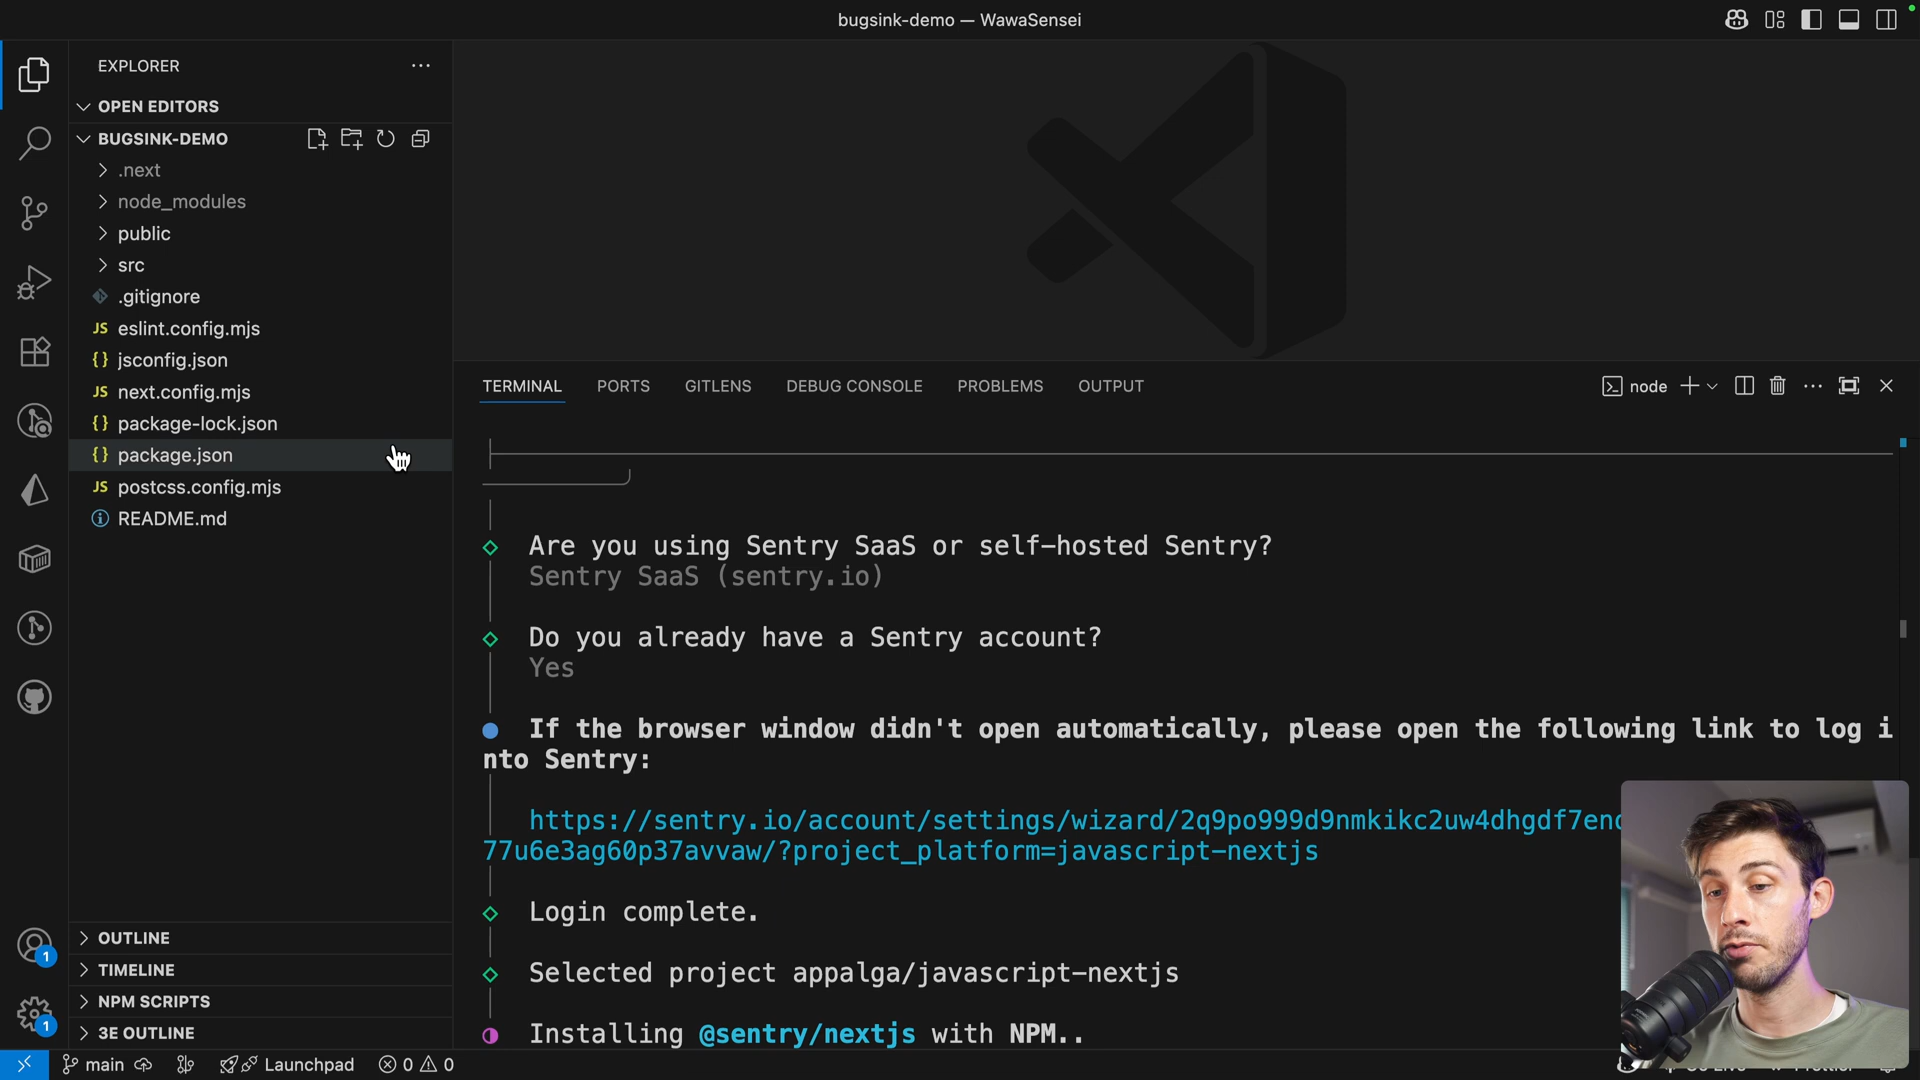 bugsink-demo — WawaSensei
EXPLORER
OPEN EDITORS
BUGSINK-DEMO
.next
node_modules
public
src
.gitignore
JS eslint.config.mjs
{} jsconfig.json
JS next.config.mjs
{} package-lock.json
{} package.json
JS postcss.config.mjs
README.md
OUTLINE
TIMELINE
NPM SCRIPTS
3E OUTLINE
1
1
TERMINAL PORTS GITLENS DEBUG CONSOLE PROBLEMS OUTPUT
node
Are you using Sentry SaaS or self-hosted Sentry?
Sentry SaaS (sentry.io)
Do you already have a Sentry account?
Yes
If the browser window didn't open automatically, please open the following link to log i
nto Sentry:
https://sentry.io/account/settings/wizard/2q9po999d9nmkikc2uw4dhgdf7en
77u6e3ag60p37avvaw/?project_platform=javascript-nextjs
Login complete.
Selected project appalga/javascript-nextjs
Installing @sentry/nextjs with NPM..
main Launchpad 0 0